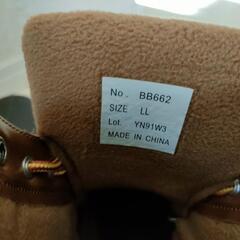 No. BB662
SIZE LL
Lot. YN91W3
MADE IN CHINA